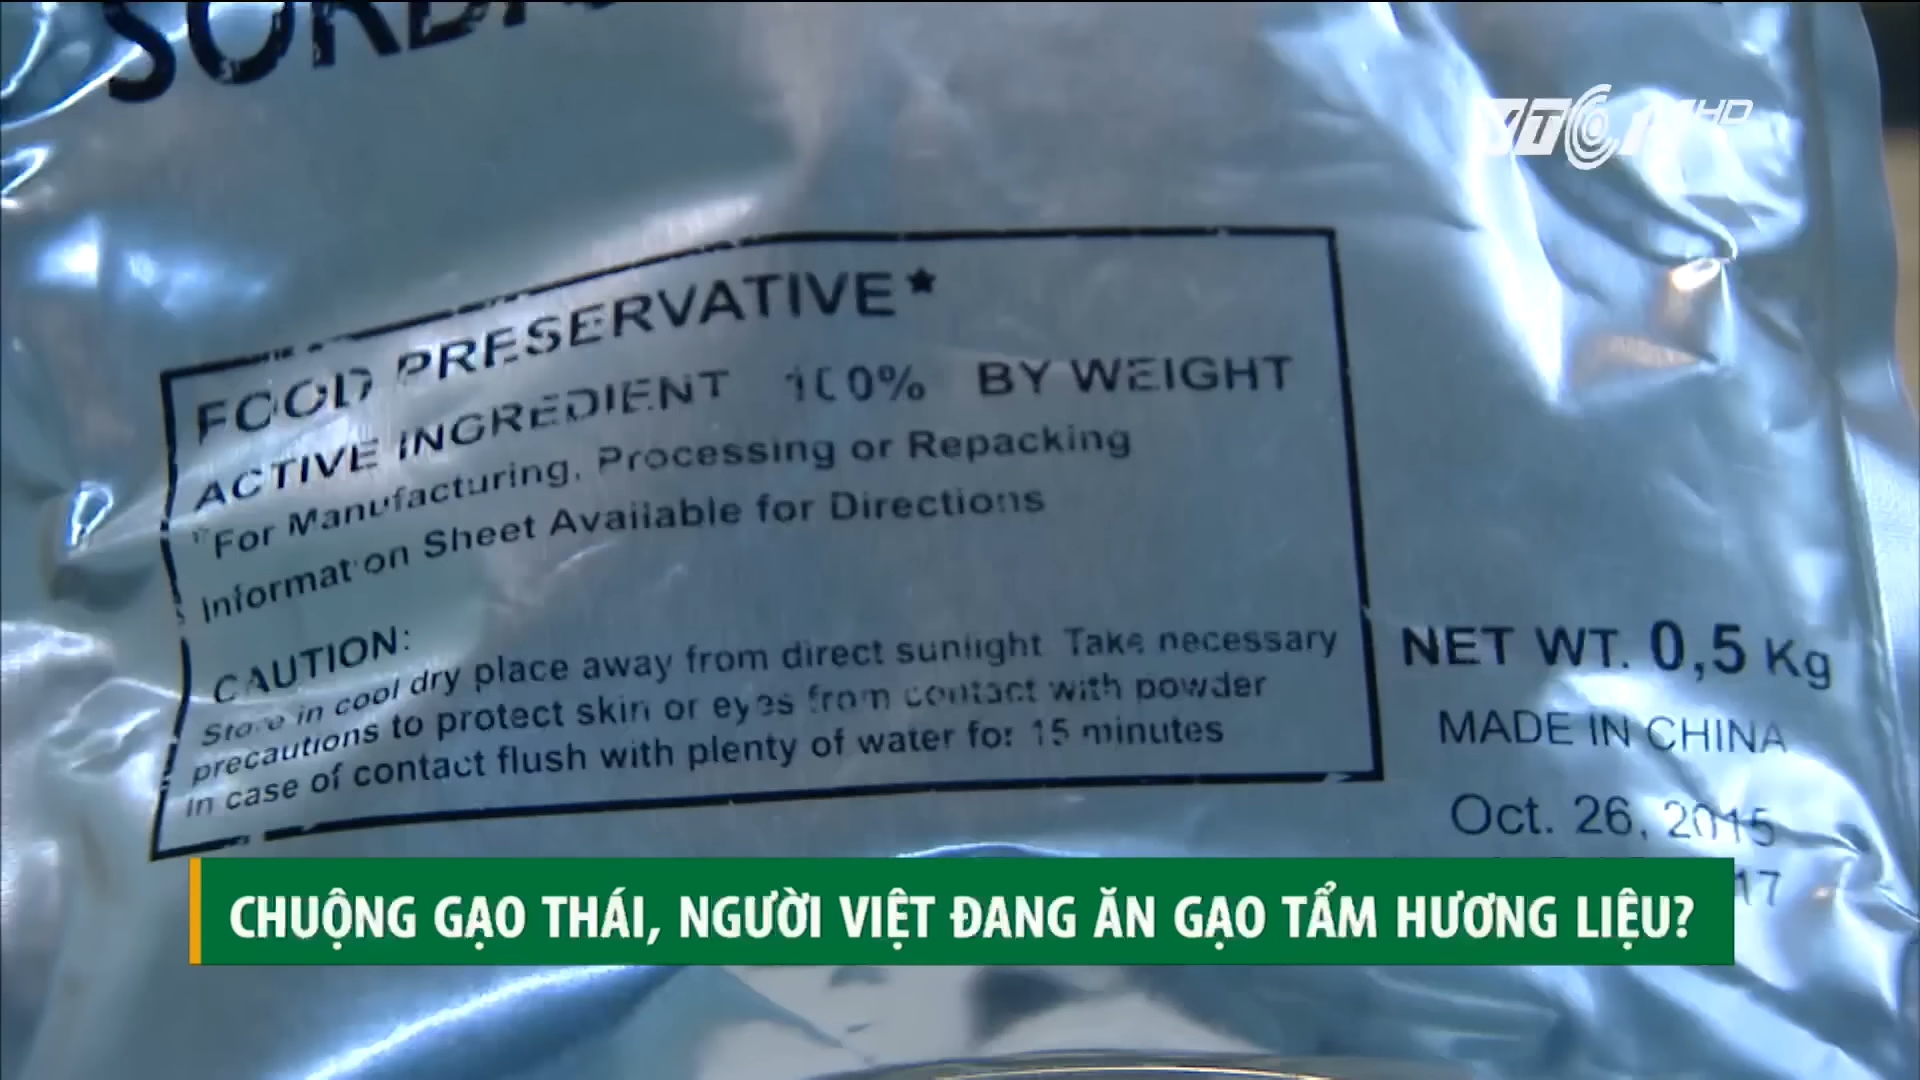 VTC1 HD
FOOD PRESERVATIVE*
ACTIVE INGREDIENT 100% BY WEIGHT
*For Manufacturing, Processing or Repacking
Information Sheet Available for Directions
CAUTION:
Store in cool dry place away from direct sunlight Take necessary
precautions to protect skin or eyes from contact with powder
In case of contact flush with plenty of water for 15 minutes
NET WT. 0,5 Kg
MADE IN CHINA
Oct. 26, 2015
17
CHUỘNG GẠO THÁI, NGƯỜI VIỆT ĐANG ĂN GẠO TẨM HƯƠNG LIỆU?